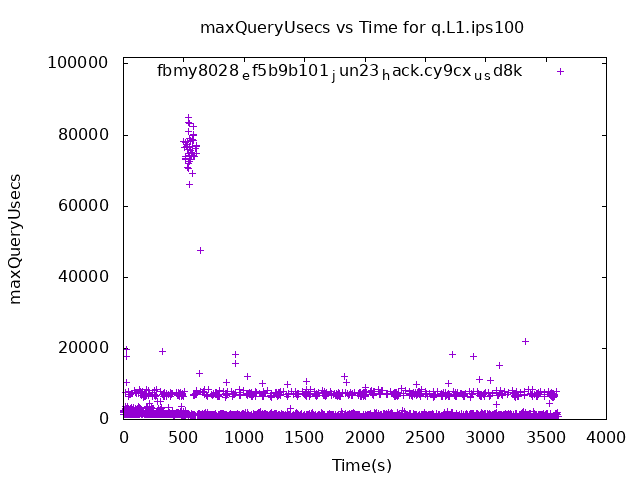 maxQueryUsecs vs Time for q.L1.ips100
100000
fbmy8028ₑf5b9b101ⱼun23ₕack.cy9cxᵤₛd8k
80000
60000
maxQueryUsecs
40000
20000
0
0 500 1000 1500 2000 2500 3000 3500 4000
Time(s)